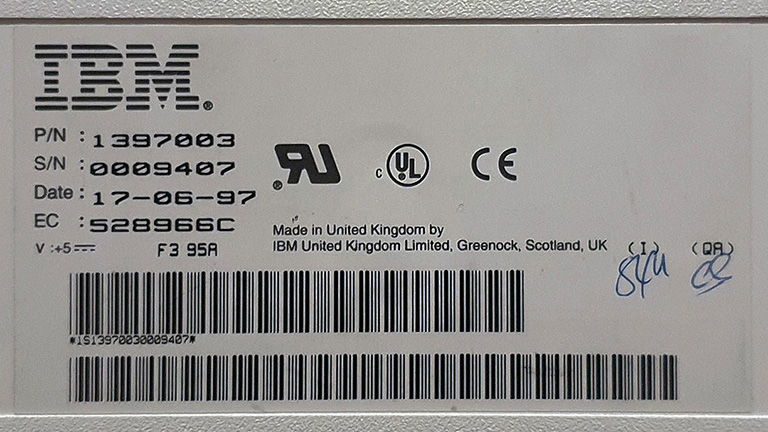 IBM®
P/N : 1397003
S/N : 0009407
Date : 17-06-97
EC : 528966C
V : +5 F3 95A
®RU
c UL ®
CE
Made in United Kingdom by
IBM United Kingdom Limited, Greenock, Scotland, UK
(I) (QA)
*1S13970030009407*